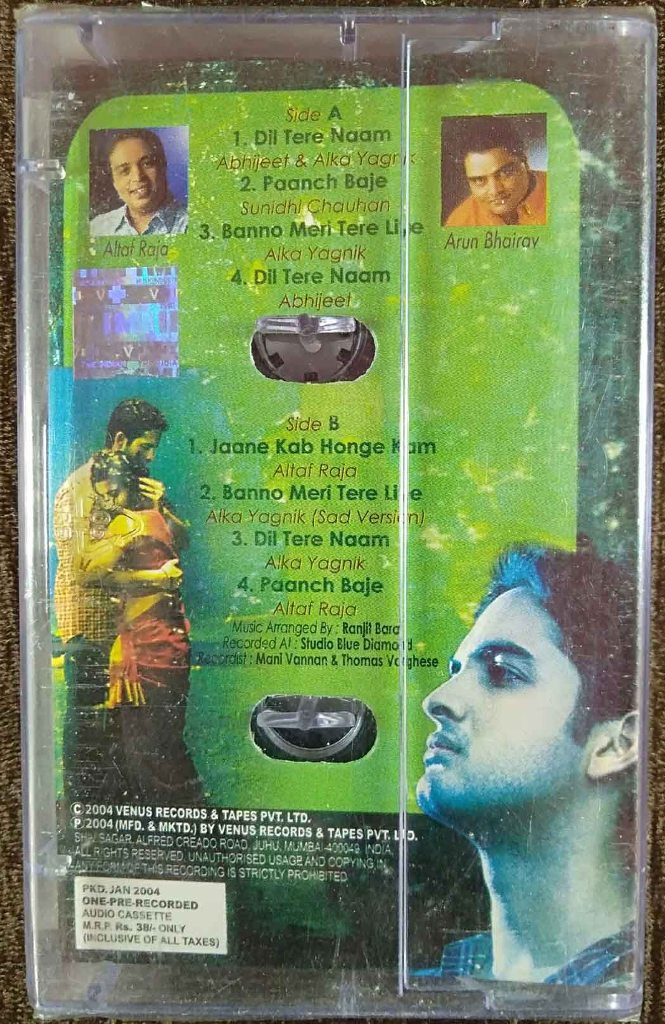 Side A
1. Dil Tere Naam
Abhijeet & Alka Yagnik
2. Paanch Baje
Sunidhi Chauhan
3. Banno Meri Tere Liye
Alka Yagnik
4. Dil Tere Naam
Abhijeet
Altaf Raja
Arun Bhairav
Side B
1. Jaane Kab Honge Kam
Altaf Raja
2. Banno Meri Tere Liye
Alka Yagnik (Sad Version)
3. Dil Tere Naam
Alka Yagnik
4. Paanch Baje
Altaf Raja
Music Arranged By : Ranjit Barot
Recorded At : Studio Blue Diamond
Recordist : Mani Vannan & Thomas Varghese
© 2004 VENUS RECORDS & TAPES PVT. LTD.
P. 2004 (MFD. & MKTD.) BY VENUS RECORDS & TAPES PVT. LTD.
SAGAR, ALFRED CREADO ROAD, JUHU, MUMBAI-400049, INDIA
ALL RIGHTS RESERVED. UNAUTHORISED USAGE AND COPYING IN
ANY FORM OF THIS RECORDING IS STRICTLY PROHIBITED
PKD. JAN 2004
ONE-PRE-RECORDED
AUDIO CASSETTE
M.R.P. Rs. 38/- ONLY
(INCLUSIVE OF ALL TAXES)